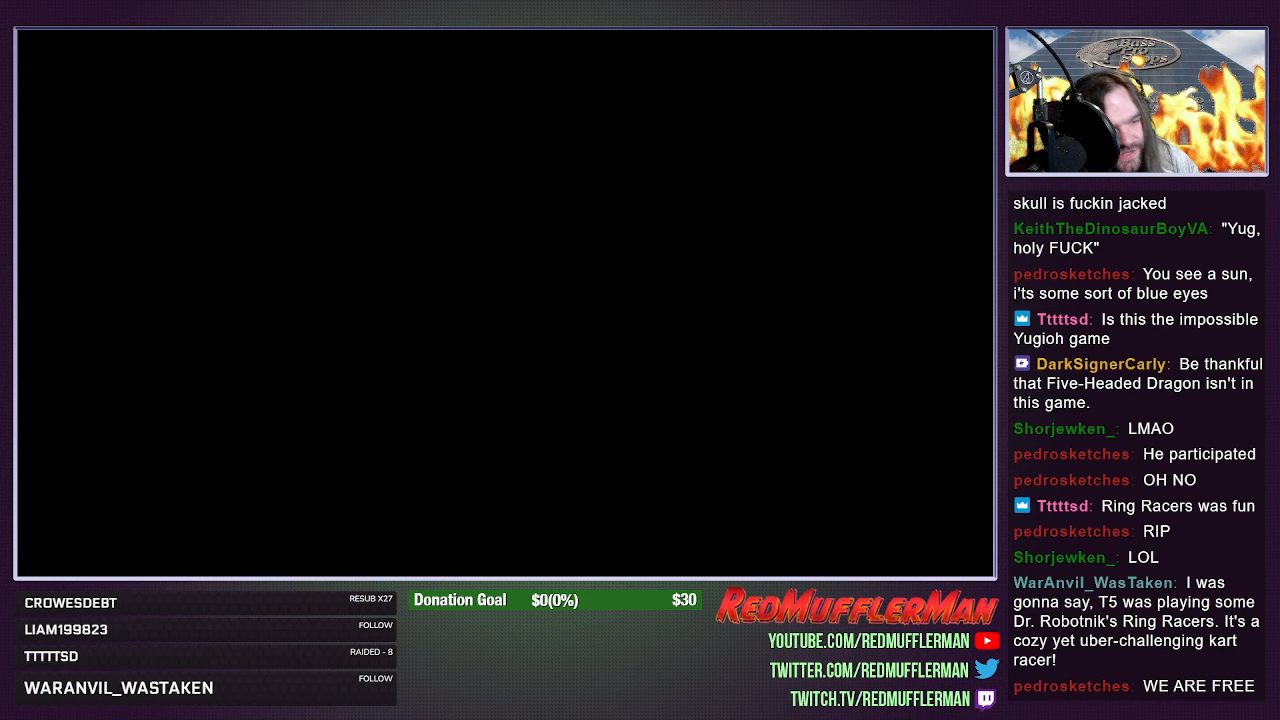 Bass
Pro
Shops
skull is fuckin jacked
KeithTheDinosaurBoyVA: "Yug,
holy FUCK"
pedrosketches: You see a sun,
i'ts some sort of blue eyes
Tttttsd: Is this the impossible
Yugioh game
DarkSignerCarly: Be thankful
that Five-Headed Dragon isn't in
this game.
Shorjewken_: LMAO
pedrosketches: He participated
pedrosketches: OH NO
Tttttsd: Ring Racers was fun
pedrosketches: RIP
Shorjewken_: LOL
WarAnvil_WasTaken: I was
gonna say, T5 was playing some
Dr. Robotnik's Ring Racers. It's a
cozy yet uber-challenging kart
racer!
pedrosketches: WE ARE FREE
CROWESDEBT RESUB X27
LIAM199823 FOLLOW
TTTTTSD RAIDED - 8
WARANVIL_WASTAKEN FOLLOW
Donation Goal $0(0%) $30
REDMUFFLERMAN
YOUTUBE.COM/REDMUFFLERMAN
TWITTER.COM/REDMUFFLERMAN
TWITCH.TV/REDMUFFLERMAN